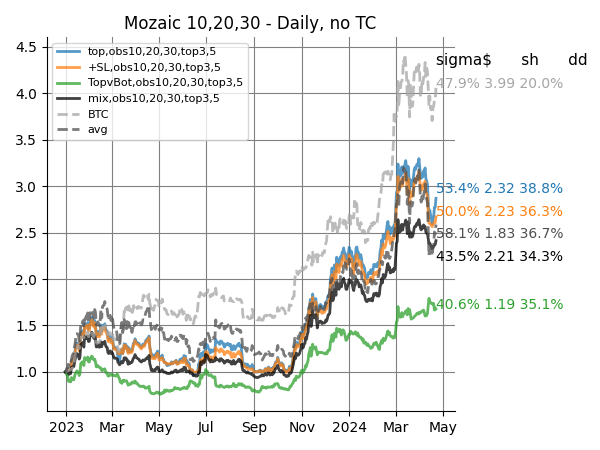 Mozaic 10,20,30 - Daily, no TC
top,obs10,20,30,top3,5
+SL,obs10,20,30,top3,5
TopvBot,obs10,20,30,top3,5
mix,obs10,20,30,top3,5
BTC
avg
sigma$ sh dd
47.9% 3.99 20.0%
53.4% 2.32 38.8%
50.0% 2.23 36.3%
58.1% 1.83 36.7%
43.5% 2.21 34.3%
40.6% 1.19 35.1%
4.5
4.0
3.5
3.0
2.5
2.0
1.5
1.0
2023 Mar May Jul Sep Nov 2024 Mar May